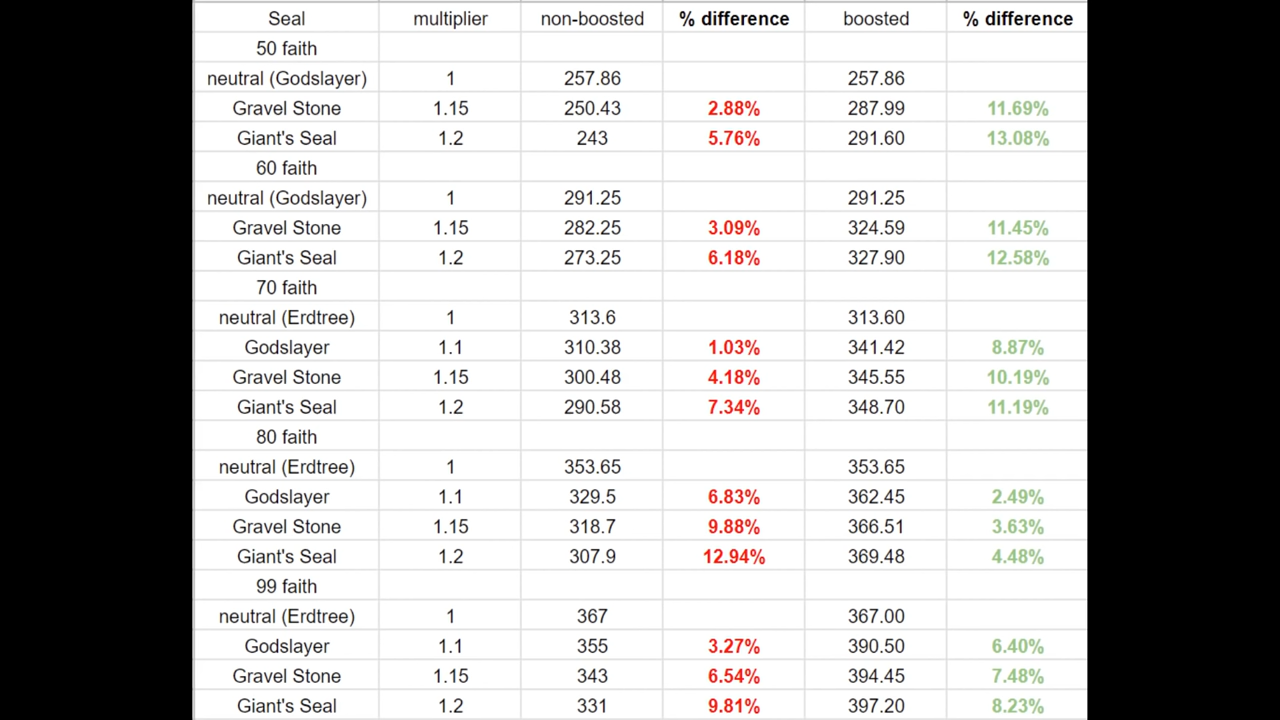 Seal multiplier non-boosted % difference boosted % difference
50 faith
neutral (Godslayer) 1 257.86 257.86
Gravel Stone 1.15 250.43 2.88% 287.99 11.69%
Giant's Seal 1.2 243 5.76% 291.60 13.08%
60 faith
neutral (Godslayer) 1 291.25 291.25
Gravel Stone 1.15 282.25 3.09% 324.59 11.45%
Giant's Seal 1.2 273.25 6.18% 327.90 12.58%
70 faith
neutral (Erdtree) 1 313.6 313.60
Godslayer 1.1 310.38 1.03% 341.42 8.87%
Gravel Stone 1.15 300.48 4.18% 345.55 10.19%
Giant's Seal 1.2 290.58 7.34% 348.70 11.19%
80 faith
neutral (Erdtree) 1 353.65 353.65
Godslayer 1.1 329.5 6.83% 362.45 2.49%
Gravel Stone 1.15 318.7 9.88% 366.51 3.63%
Giant's Seal 1.2 307.9 12.94% 369.48 4.48%
99 faith
neutral (Erdtree) 1 367 367.00
Godslayer 1.1 355 3.27% 390.50 6.40%
Gravel Stone 1.15 343 6.54% 394.45 7.48%
Giant's Seal 1.2 331 9.81% 397.20 8.23%